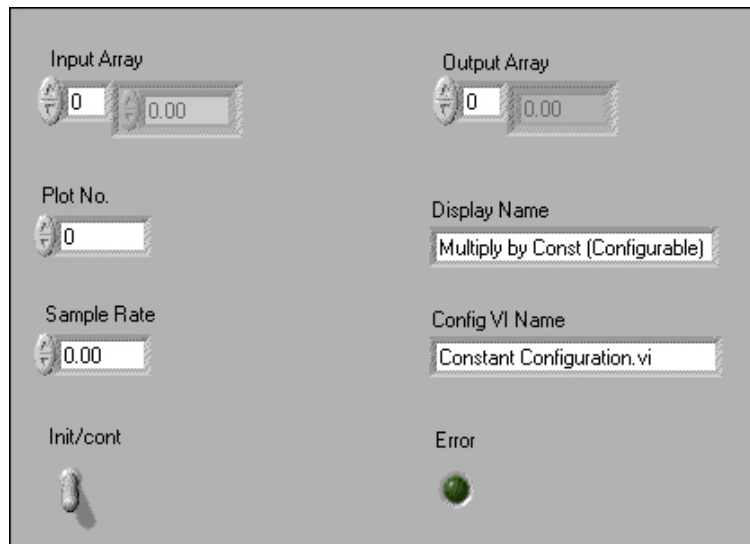 Input Array
0
0.00
Output Array
0
0.00
Plot No.
0
Display Name
Multiply by Const (Configurable)
Sample Rate
0.00
Config VI Name
Constant Configuration.vi
Init/cont
Error